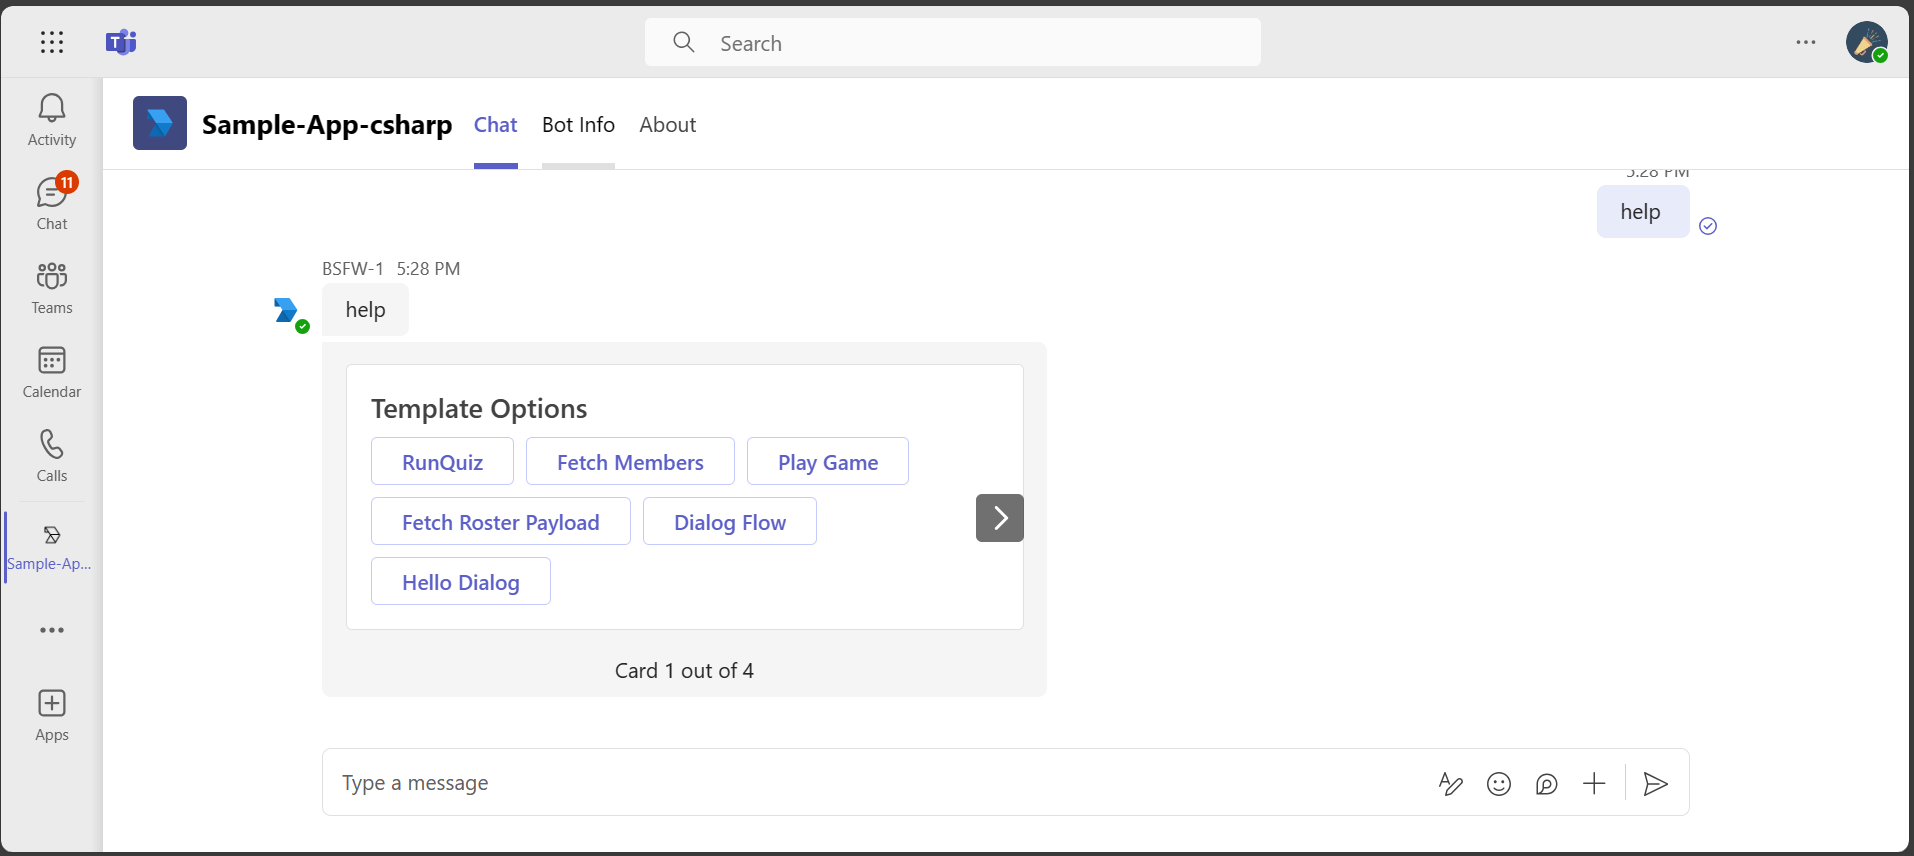 Search
Activity
11
Chat
Teams
Calendar
Calls
Sample-Ap...
Apps
Sample-App-csharp
Chat
Bot Info
About
5:28 PM
help
BSFW-1 5:28 PM
help
Template Options
RunQuiz
Fetch Members
Play Game
Fetch Roster Payload
Dialog Flow
Hello Dialog
Card 1 out of 4
Type a message